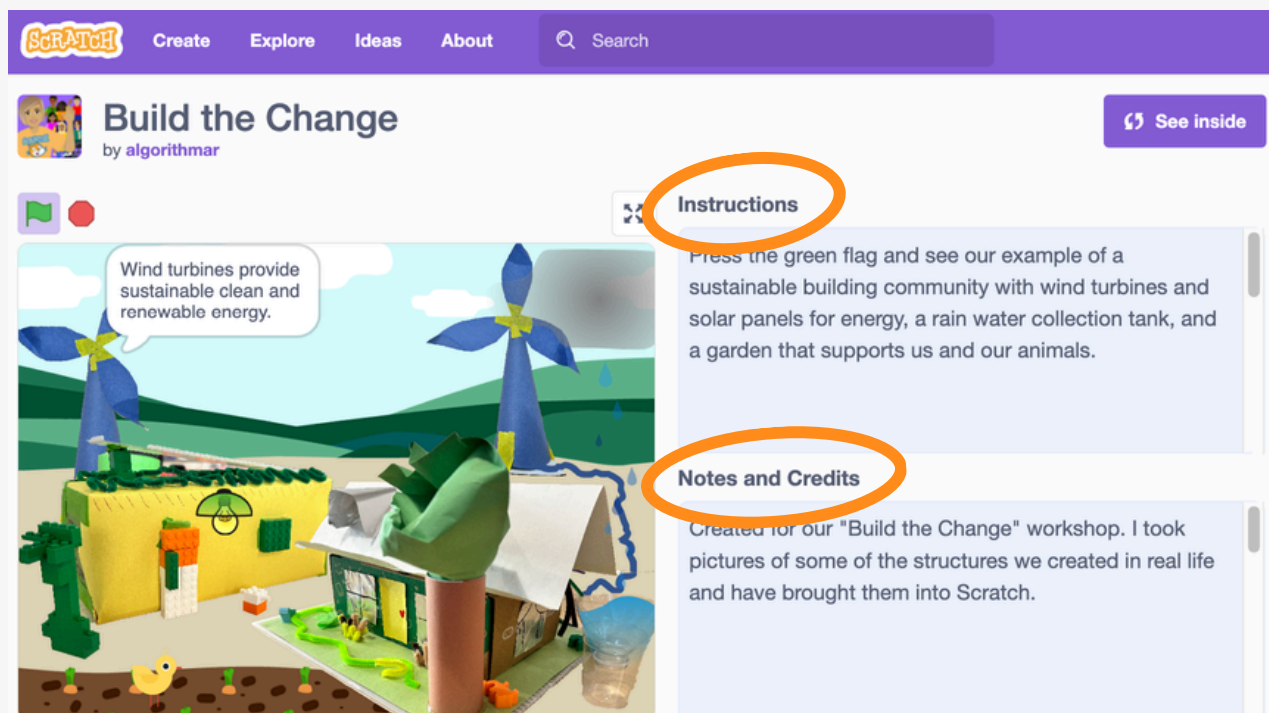 SCRATCH Create Explore Ideas About Search
Build the Change
by algorithmar
See inside
Instructions
Press the green flag and see our example of a
sustainable building community with wind turbines and
solar panels for energy, a rain water collection tank, and
a garden that supports us and our animals.
Wind turbines provide
sustainable clean and
renewable energy.
Notes and Credits
Created for our "Build the Change" workshop. I took
pictures of some of the structures we created in real life
and have brought them into Scratch.